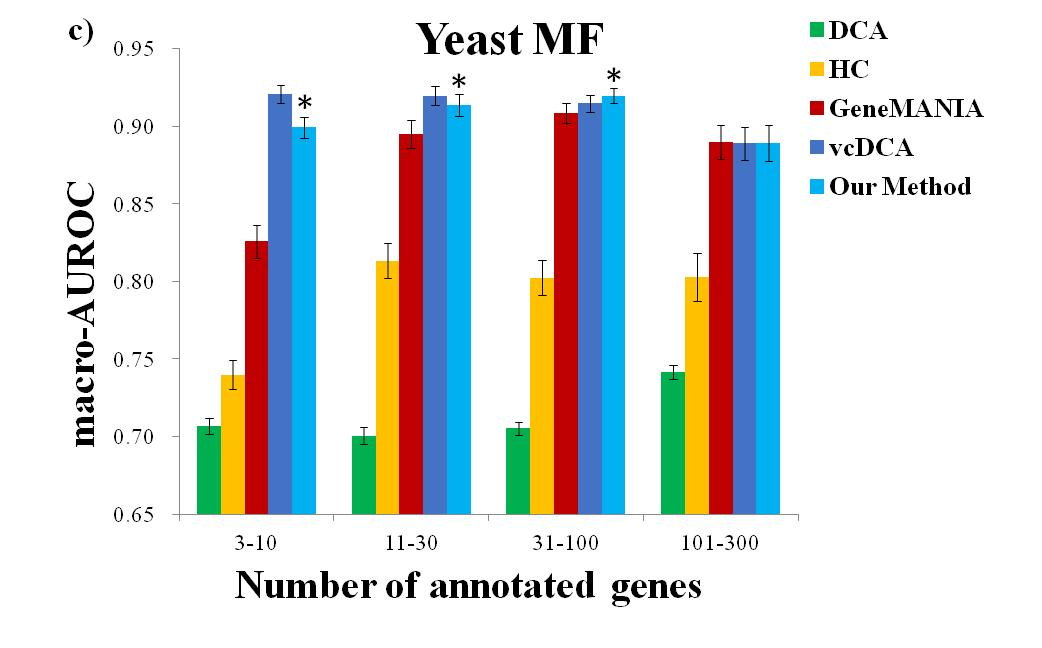 c)
Yeast MF
DCA
HC
GeneMANIA
vcDCA
Our Method
macro-AUROC
0.95
0.90
0.85
0.80
0.75
0.70
0.65
*
*
*
3-10
11-30
31-100
101-300
Number of annotated genes